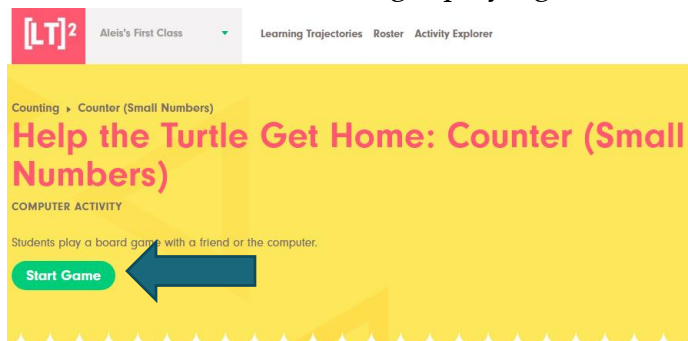 [LT]²
Aleis's First Class
Learning Trajectories Roster Activity Explorer
Counting ▸ Counter (Small Numbers)
Help the Turtle Get Home: Counter (Small
Numbers)
COMPUTER ACTIVITY
Students play a board game with a friend or the computer.
Start Game